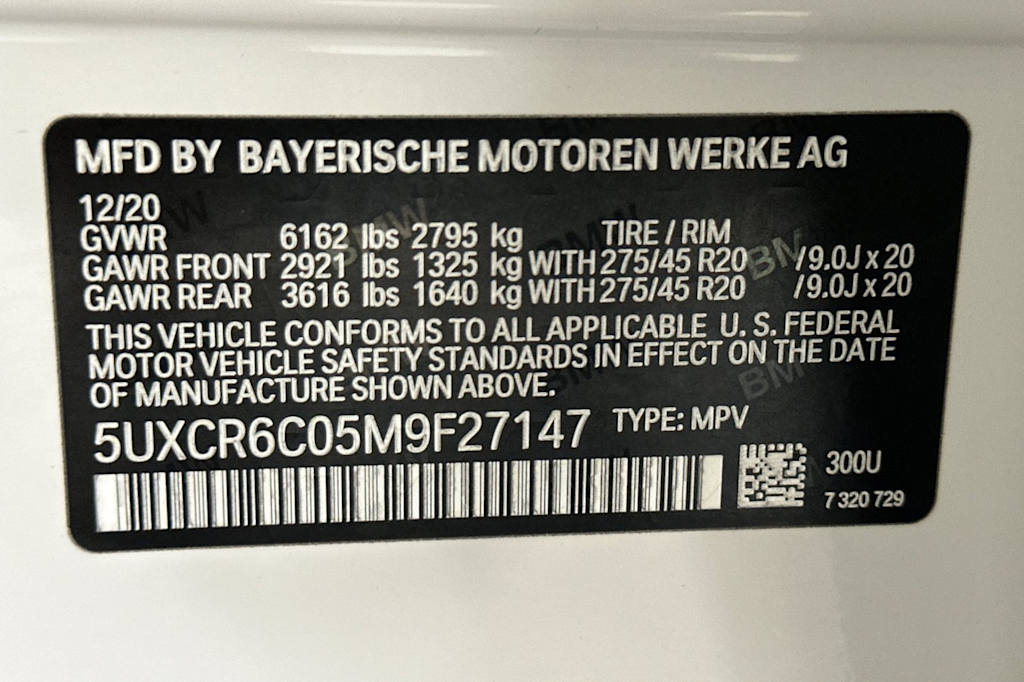 MFD BY BAYERISCHE MOTOREN WERKE AG
12/20
GVWR 6162 lbs 2795 kg TIRE / RIM
GAWR FRONT 2921 lbs 1325 kg WITH 275/45 R20 /9.0J x 20
GAWR REAR 3616 lbs 1640 kg WITH 275/45 R20 /9.0J x 20
THIS VEHICLE CONFORMS TO ALL APPLICABLE U. S. FEDERAL
MOTOR VEHICLE SAFETY STANDARDS IN EFFECT ON THE DATE
OF MANUFACTURE SHOWN ABOVE.
5UXCR6C05M9F27147 TYPE: MPV
300U
7 320 729